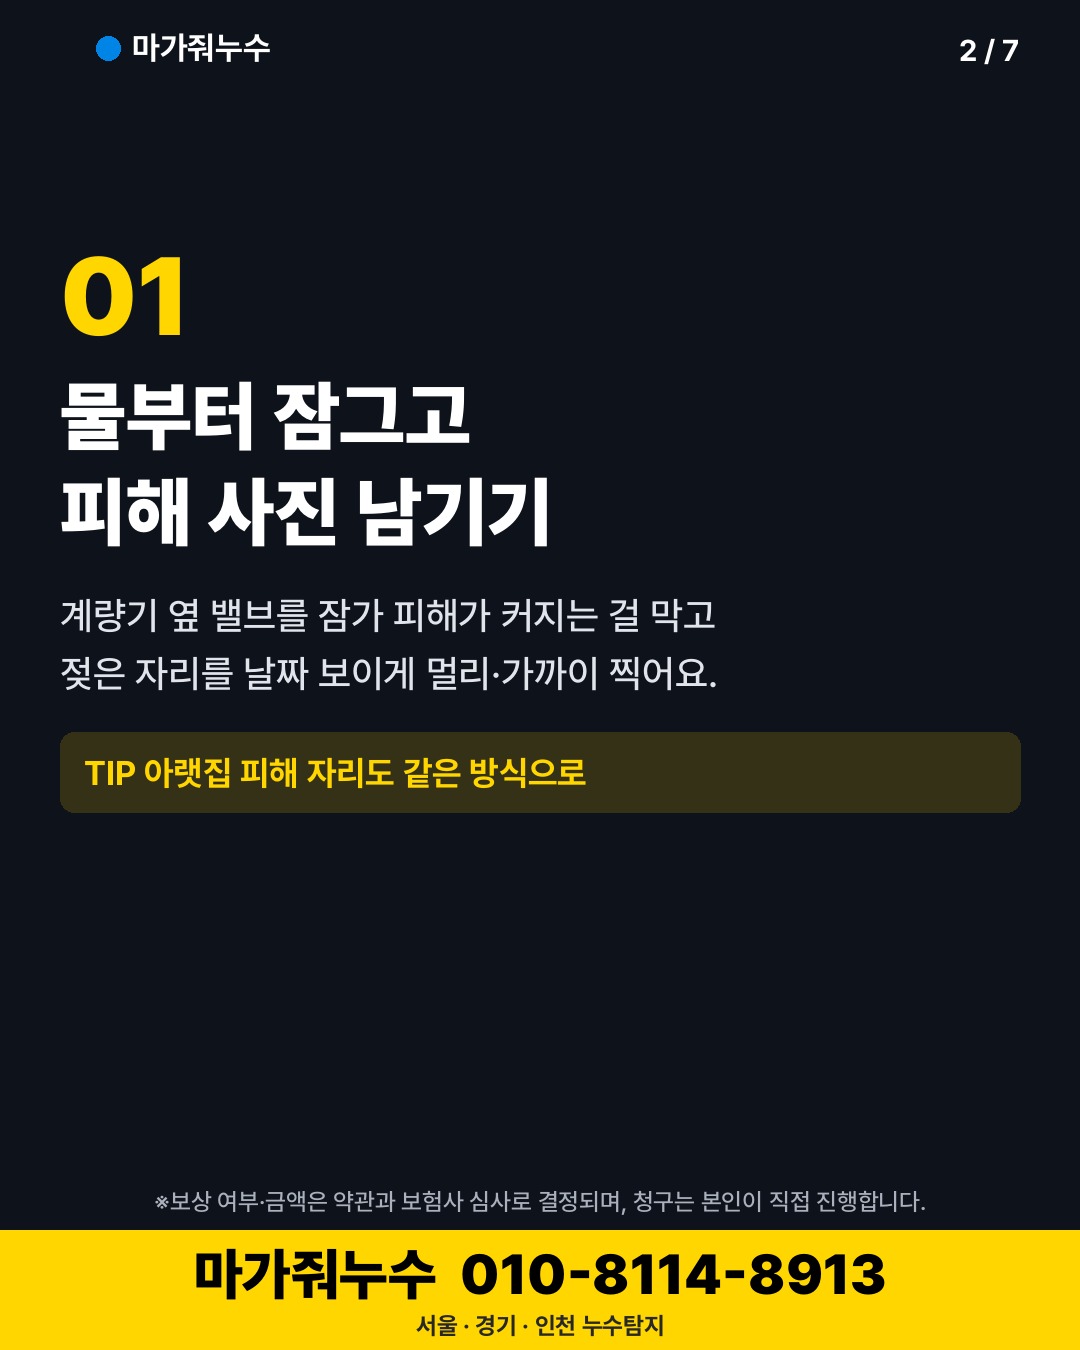 마가줘누수
2 / 7
01
물부터 잠그고
피해 사진 남기기
계량기 옆 밸브를 잠가 피해가 커지는 걸 막고
젖은 자리를 날짜 보이게 멀리·가까이 찍어요.
TIP 아랫집 피해 자리도 같은 방식으로
※보상 여부·금액은 약관과 보험사 심사로 결정되며, 청구는 본인이 직접 진행합니다.
마가줘누수 010-8114-8913
서울 · 경기 · 인천 누수탐지